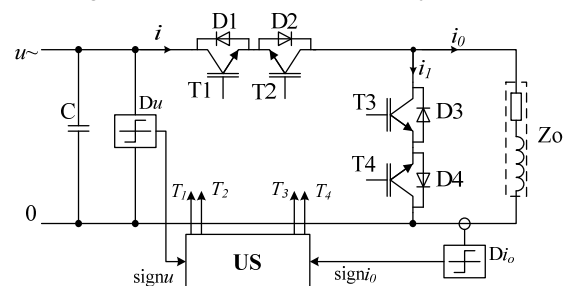 i
D1
D2
i₀
u~
T1
T2
i₁
C
Du
T3
D3
Zo
T4
D4
0
T₁
T₂
T₃
T₄
Diₒ
US
signu
signi₀